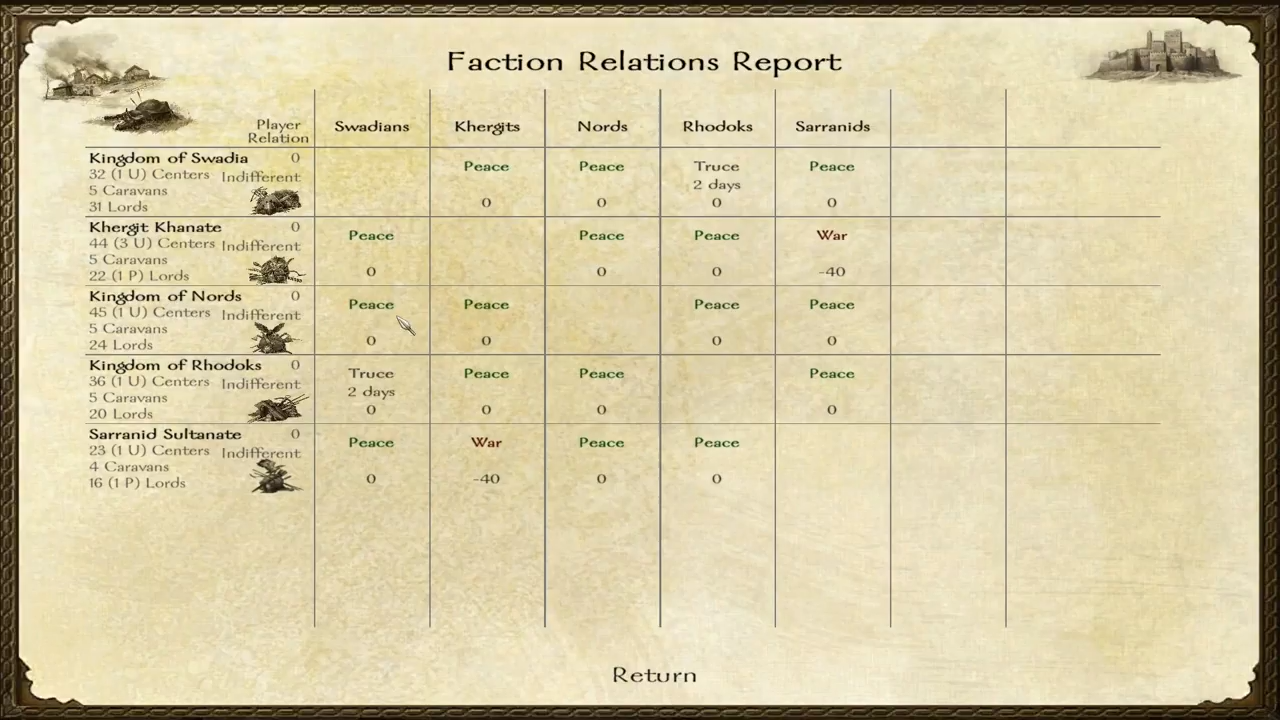 Faction Relations Report
Player Relation Swadians Khergits Nords Rhodoks Sarranids
Kingdom of Swadia 0 Peace Peace Truce Peace
32 (1 U) Centers Indifferent 2 days
5 Caravans
31 Lords 0 0 0 0
Khergit Khanate 0 Peace Peace Peace War
44 (3 U) Centers Indifferent
5 Caravans
22 (1 P) Lords 0 0 0 -40
Kingdom of Nords 0 Peace Peace Peace Peace
45 (1 U) Centers Indifferent
5 Caravans
24 Lords 0 0 0 0
Kingdom of Rhodoks 0 Truce Peace Peace Peace
36 (1 U) Centers Indifferent 2 days
5 Caravans
20 Lords 0 0 0 0
Sarranid Sultanate 0 Peace War Peace Peace
23 (1 U) Centers Indifferent
4 Caravans
16 (1 P) Lords 0 -40 0 0
Return